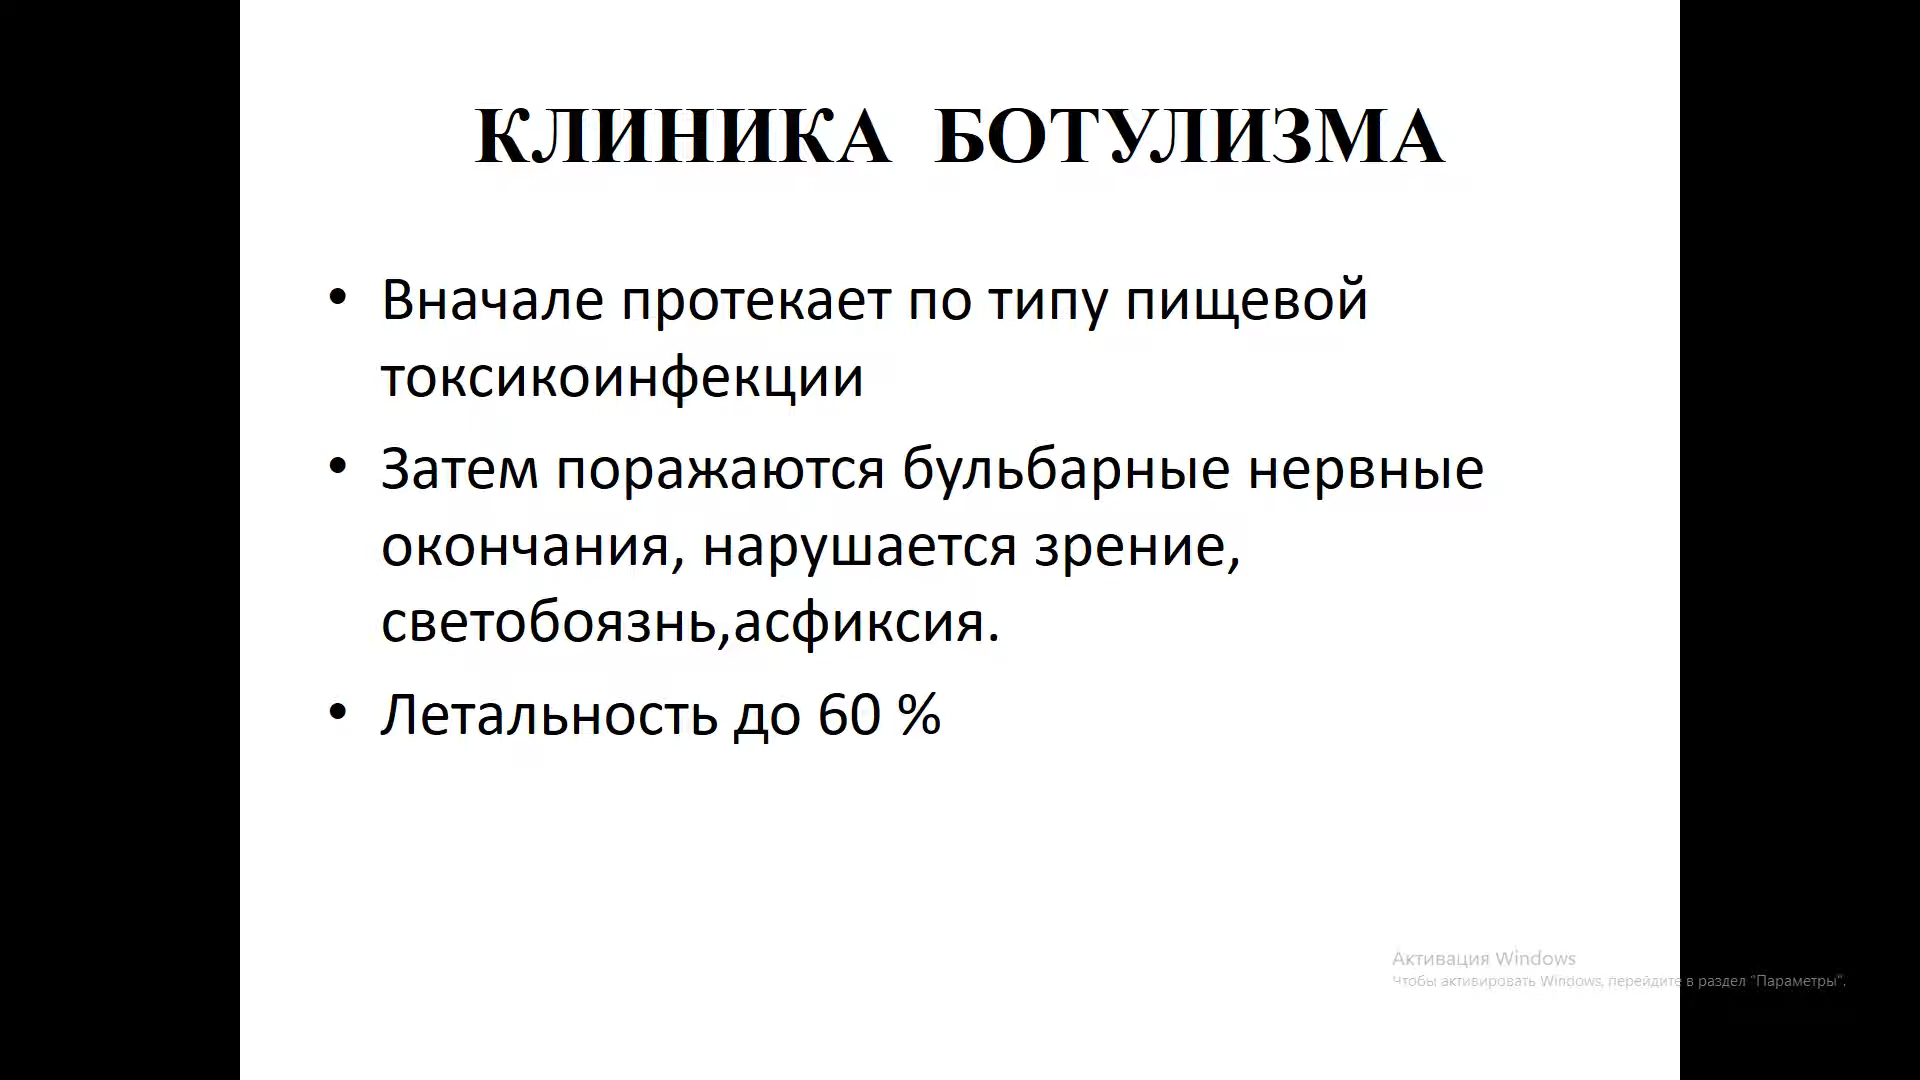 КЛИНИКА БОТУЛИЗМА
• Вначале протекает по типу пищевой
токсикоинфекции
• Затем поражаются бульбарные нервные
окончания, нарушается зрение,
светобоязнь,асфиксия.
• Летальность до 60 %
Активация Windows
Чтобы активировать Windows, перейдите в раздел "Параметры".